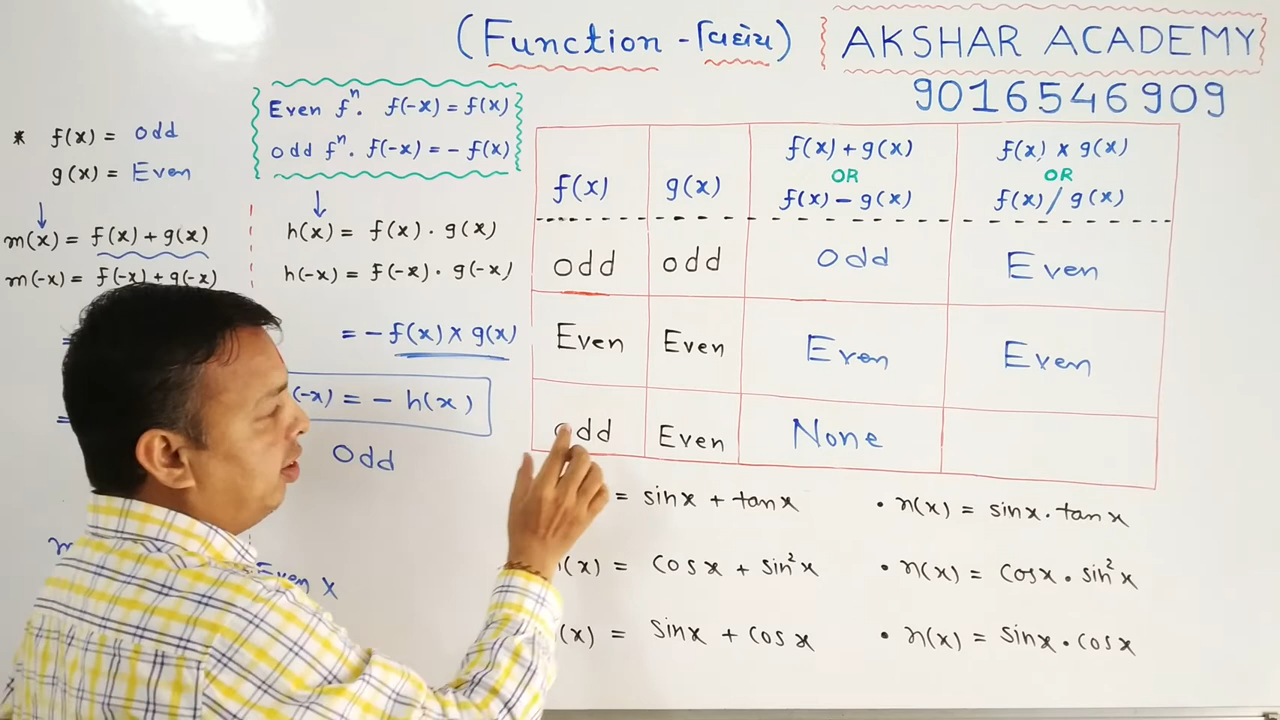 (Function - વિધેય)
AKSHAR ACADEMY
9016546909
Even fⁿ. f(-x) = f(x)
odd fⁿ. f(-x) = - f(x)
* f(x) = odd
g(x) = Even
m(x) = f(x) + g(x)
m(-x) = f(-x) + g(-x)
=
=
m
Even x
h(x) = f(x) · g(x)
h(-x) = f(-x) · g(-x)
= - f(x) x g(x)
(-x) = - h(x)
Odd
f(x) g(x) f(x) + g(x) OR f(x) - g(x) f(x) x g(x) OR f(x) / g(x)
odd odd odd Even
Even Even Even Even
odd Even None
= sinx + tanx
• n(x) = sinx · tanx
(x) = cosx + sin²x
• n(x) = cosx · sin²x
(x) = sinx + cosx
• n(x) = sinx · cosx